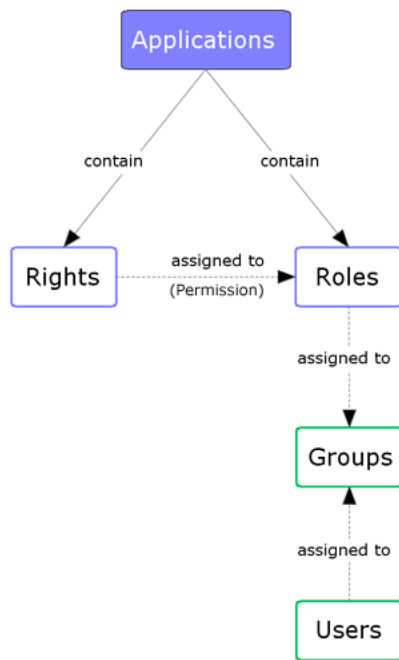 Applications
contain
contain
Rights
assigned to
(Permission)
Roles
assigned to
Groups
assigned to
Users